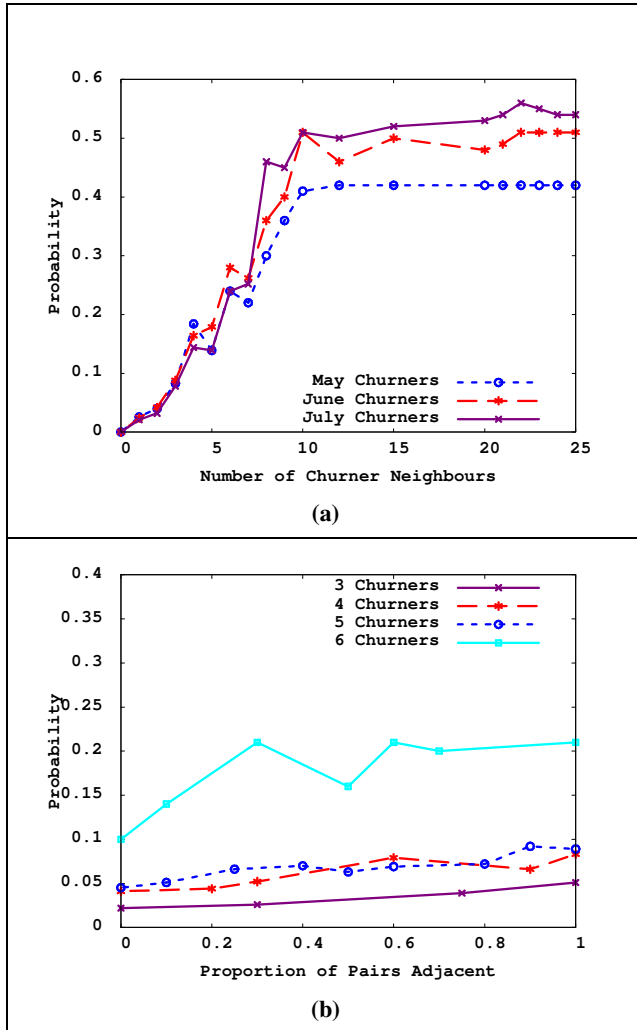 0.6
0.5
0.4
0.3
0.2
0.1
0
Probability
May Churners
June Churners
July Churners
0 5 10 15 20 25
Number of Churner Neighbours
(a)
0.4
0.35
0.3
0.25
0.2
0.15
0.1
0.05
0
Probability
3 Churners
4 Churners
5 Churners
6 Churners
0 0.2 0.4 0.6 0.8 1
Proportion of Pairs Adjacent
(b)